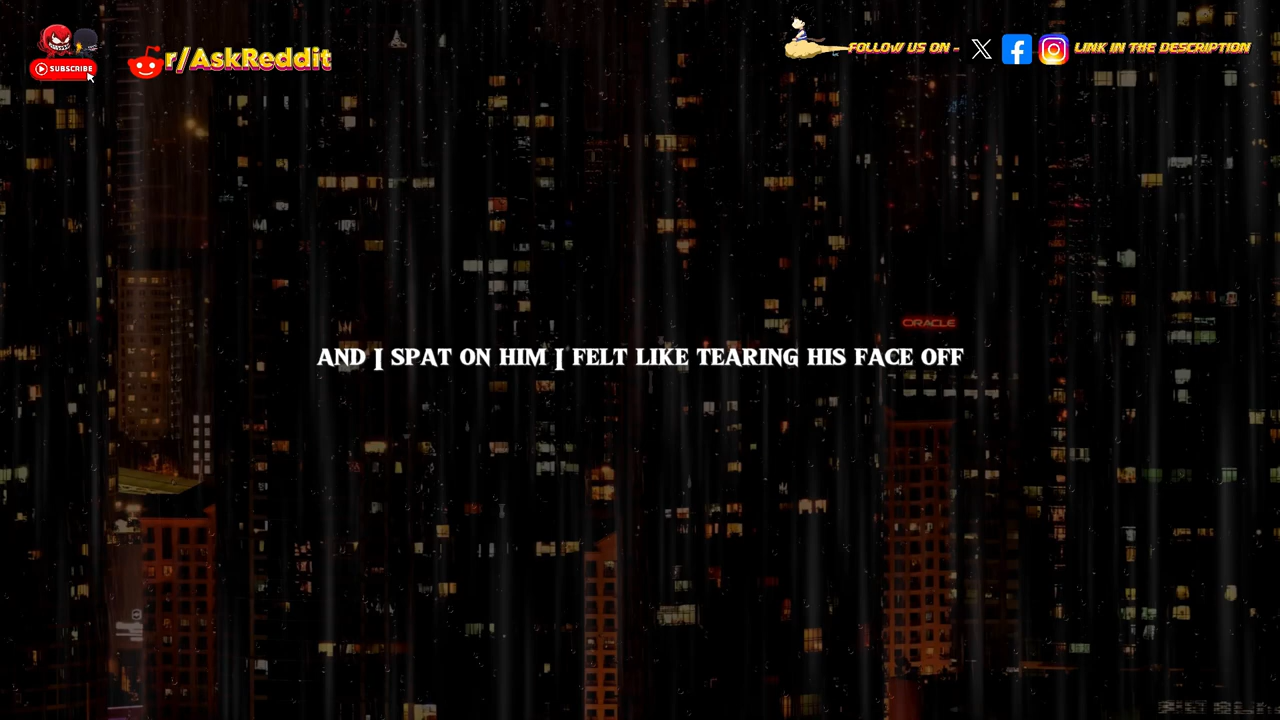 SUBSCRIBE
r/AskReddit
FOLLOW US ON -
LINK IN THE DESCRIPTION
ORACLE
AND I SPAT ON HIM I FELT LIKE TEARING HIS FACE OFF